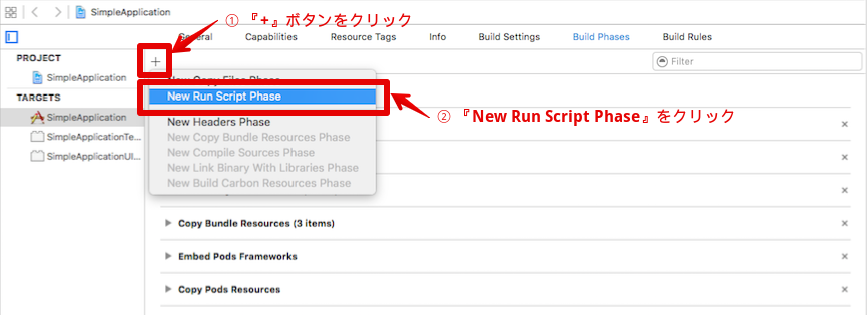 SimpleApplication
① 『+』ボタンをクリック
General Capabilities Resource Tags Info Build Settings Build Phases Build Rules
PROJECT
SimpleApplication
TARGETS
SimpleApplication
SimpleApplicationTe...
SimpleApplicationUI...
+
Filter
New Copy Files Phase
New Run Script Phase
New Headers Phase
New Copy Bundle Resources Phase
New Compile Sources Phase
New Link Binary With Libraries Phase
New Build Carbon Resources Phase
② 『New Run Script Phase』をクリック
Copy Bundle Resources (3 items)
Embed Pods Frameworks
Copy Pods Resources